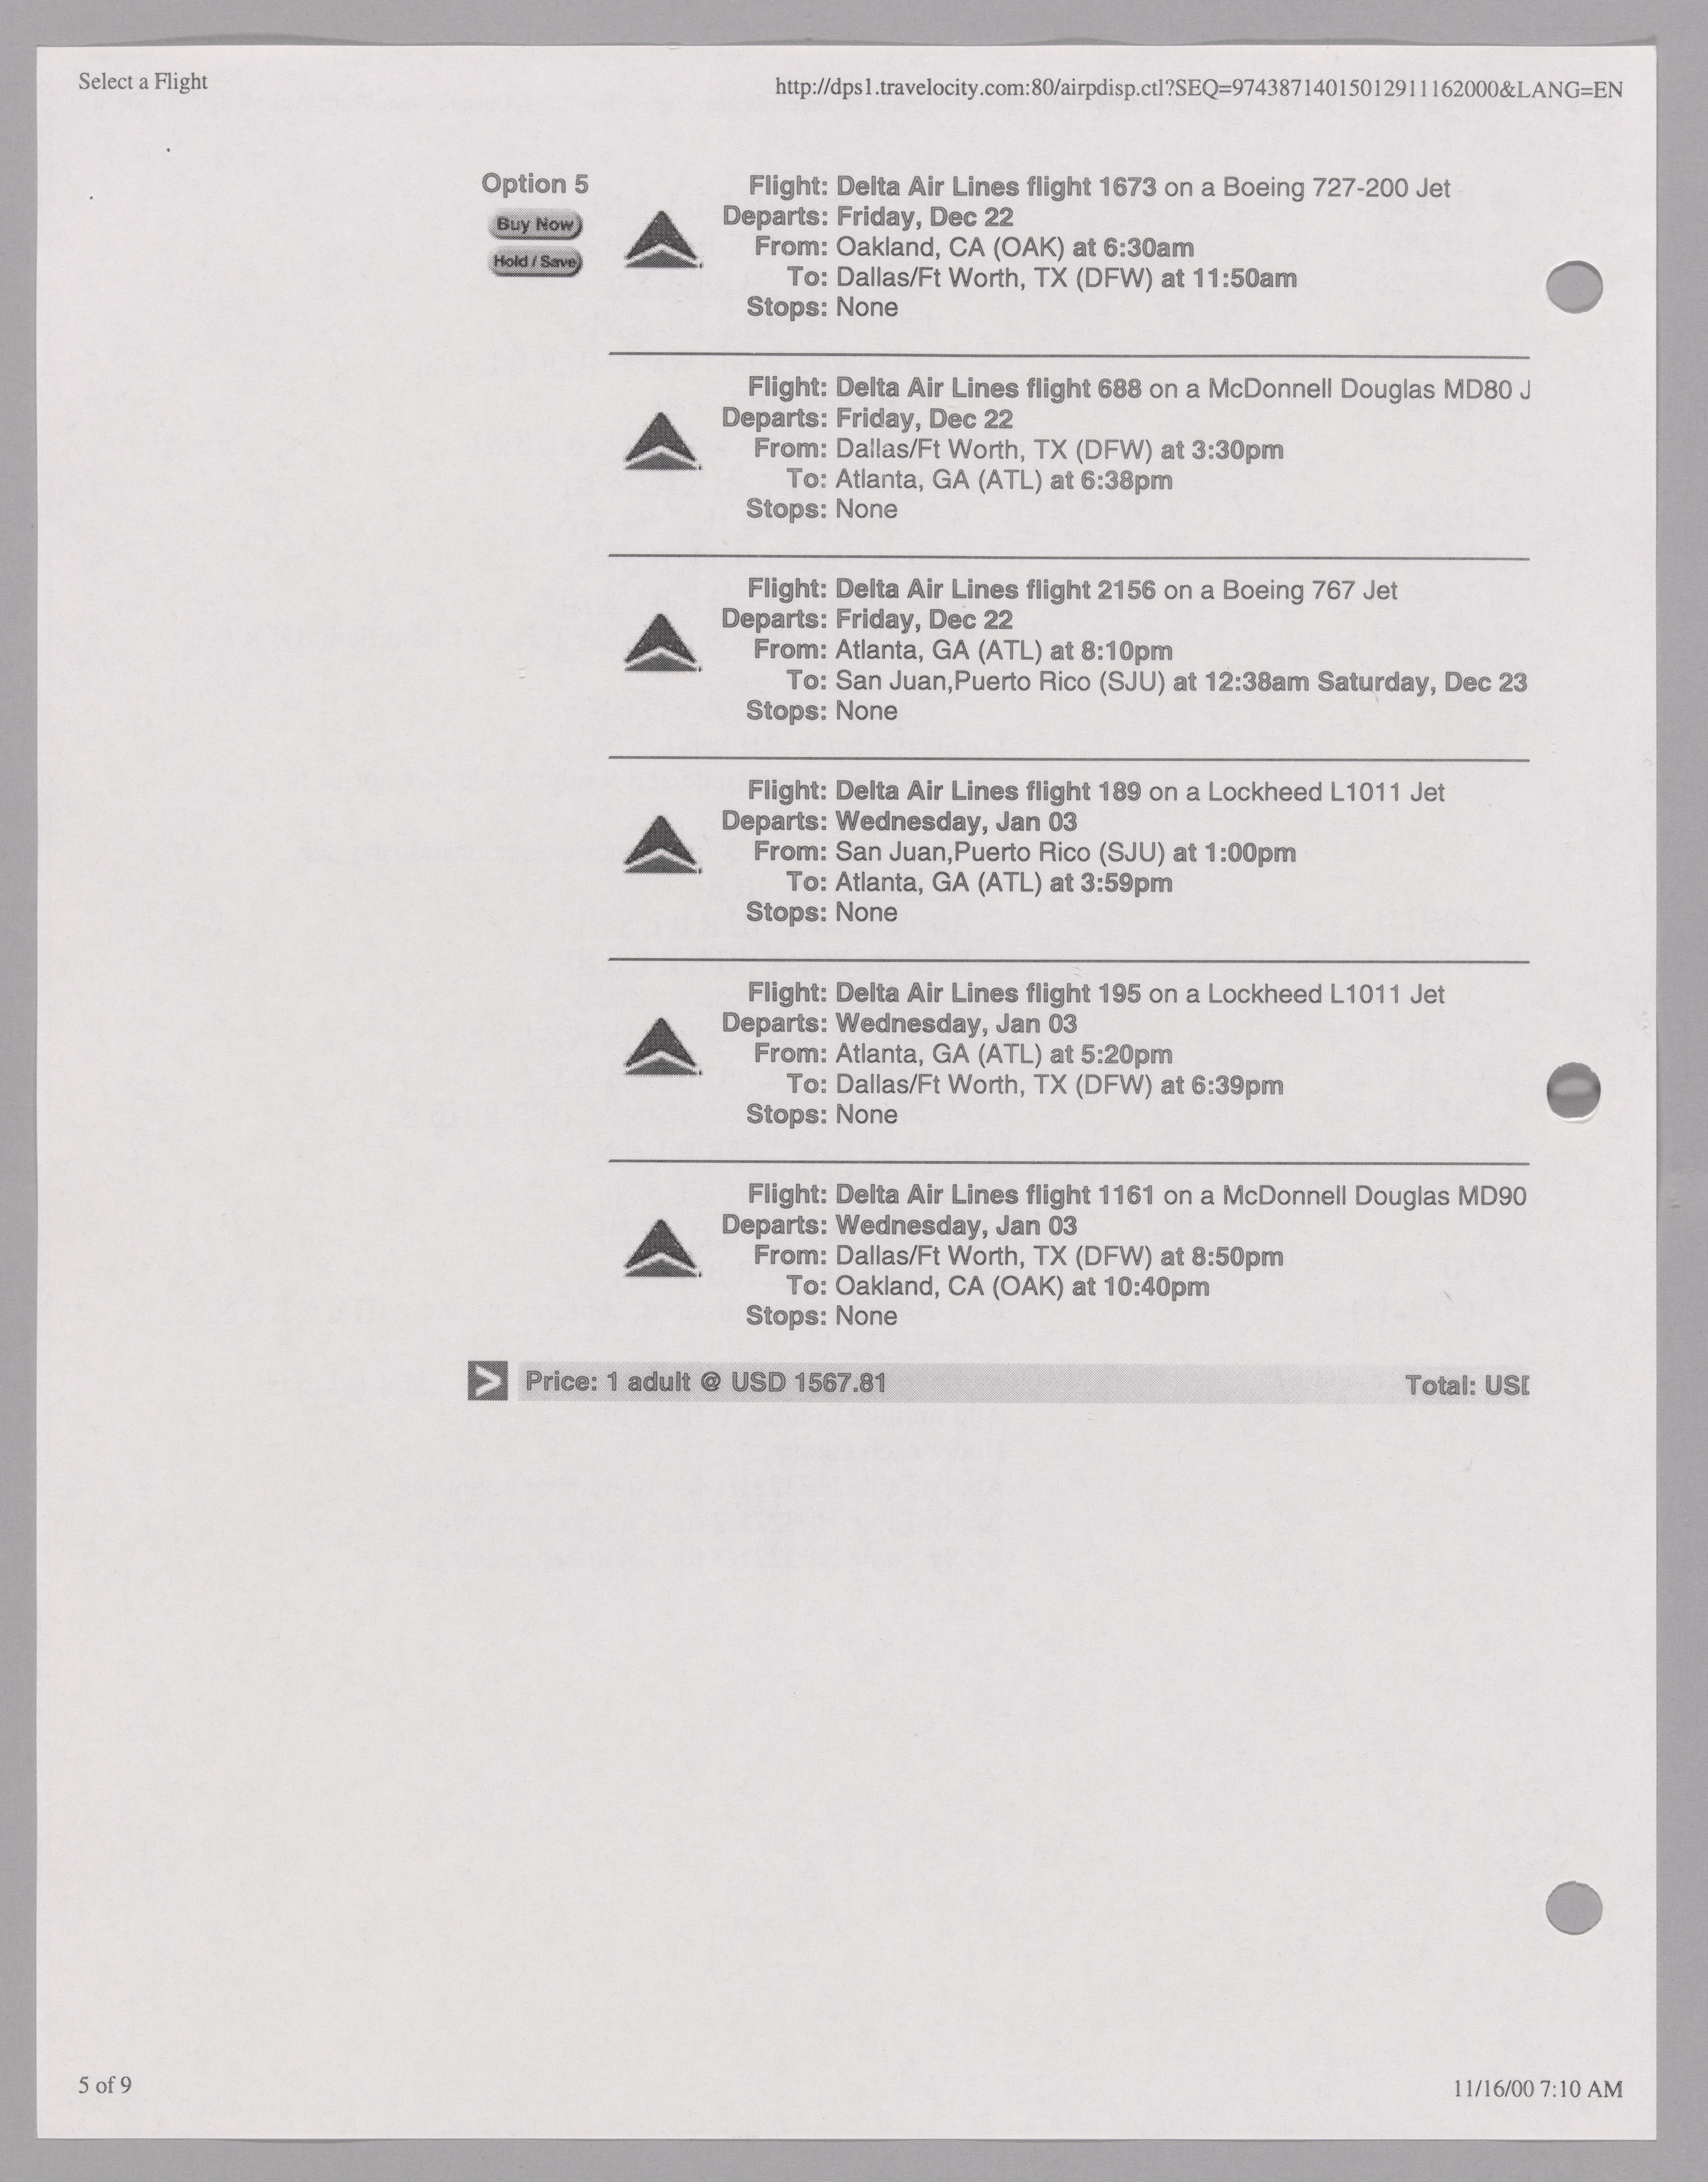 Select a Flight
http://dps1.travelocity.com:80/airpdisp.ctl?SEQ=97438714015012911162000&LANG=EN
Option 5
Buy Now
Hold / Save
Flight: Delta Air Lines flight 1673 on a Boeing 727-200 Jet
Departs: Friday, Dec 22
From: Oakland, CA (OAK) at 6:30am
To: Dallas/Ft Worth, TX (DFW) at 11:50am
Stops: None
Flight: Delta Air Lines flight 688 on a McDonnell Douglas MD80 J
Departs: Friday, Dec 22
From: Dallas/Ft Worth, TX (DFW) at 3:30pm
To: Atlanta, GA (ATL) at 6:38pm
Stops: None
Flight: Delta Air Lines flight 2156 on a Boeing 767 Jet
Departs: Friday, Dec 22
From: Atlanta, GA (ATL) at 8:10pm
To: San Juan,Puerto Rico (SJU) at 12:38am Saturday, Dec 23
Stops: None
Flight: Delta Air Lines flight 189 on a Lockheed L1011 Jet
Departs: Wednesday, Jan 03
From: San Juan,Puerto Rico (SJU) at 1:00pm
To: Atlanta, GA (ATL) at 3:59pm
Stops: None
Flight: Delta Air Lines flight 195 on a Lockheed L1011 Jet
Departs: Wednesday, Jan 03
From: Atlanta, GA (ATL) at 5:20pm
To: Dallas/Ft Worth, TX (DFW) at 6:39pm
Stops: None
Flight: Delta Air Lines flight 1161 on a McDonnell Douglas MD90
Departs: Wednesday, Jan 03
From: Dallas/Ft Worth, TX (DFW) at 8:50pm
To: Oakland, CA (OAK) at 10:40pm
Stops: None
Price: 1 adult @ USD 1567.81
Total: USD
5 of 9
11/16/00 7:10 AM